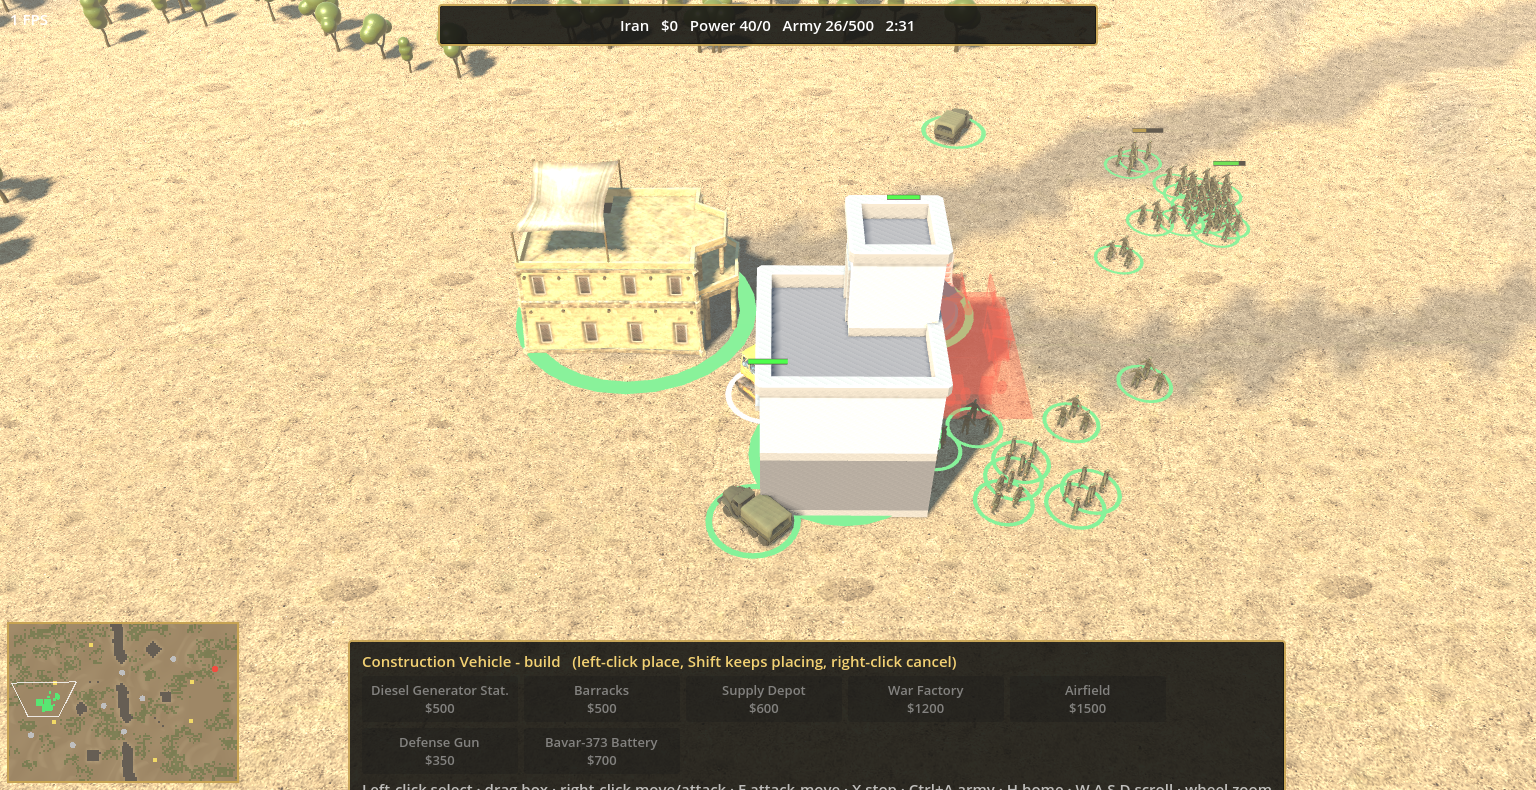 1 FPS
Iran $0 Power 40/0 Army 26/500 2:31
Construction Vehicle - build (left-click place, Shift keeps placing, right-click cancel)
Diesel Generator Stat. Barracks Supply Depot War Factory Airfield
$500 $500 $600 $1200 $1500
Defense Gun Bavar-373 Battery
$350 $700
Left-click select · drag box · right-click move/attack · F attack-move · X stop · Ctrl+A army · H home · W A S D scroll · wheel zoom